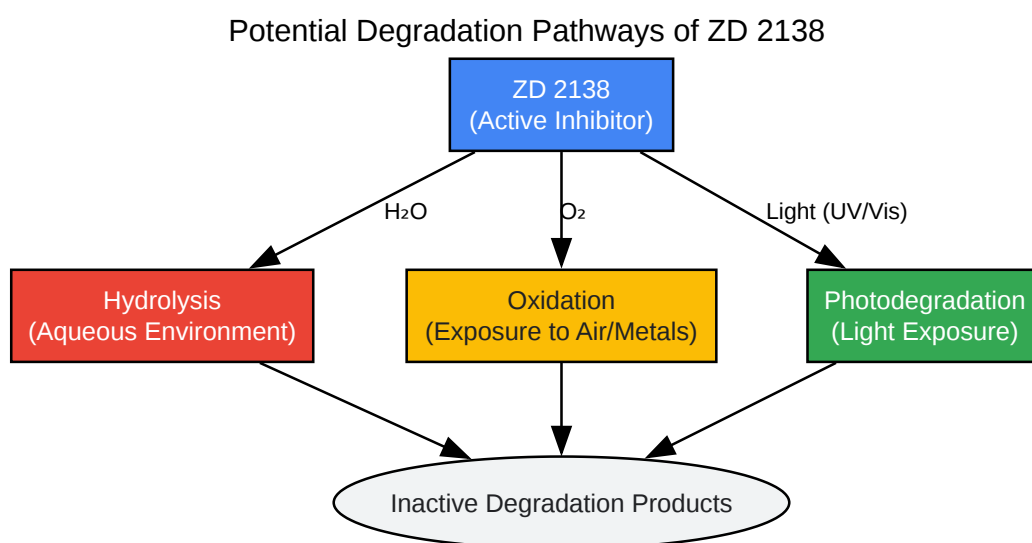 Potential Degradation Pathways of ZD 2138
ZD 2138
(Active Inhibitor)
H₂O
O₂
Light (UV/Vis)
Hydrolysis
(Aqueous Environment)
Oxidation
(Exposure to Air/Metals)
Photodegradation
(Light Exposure)
Inactive Degradation Products